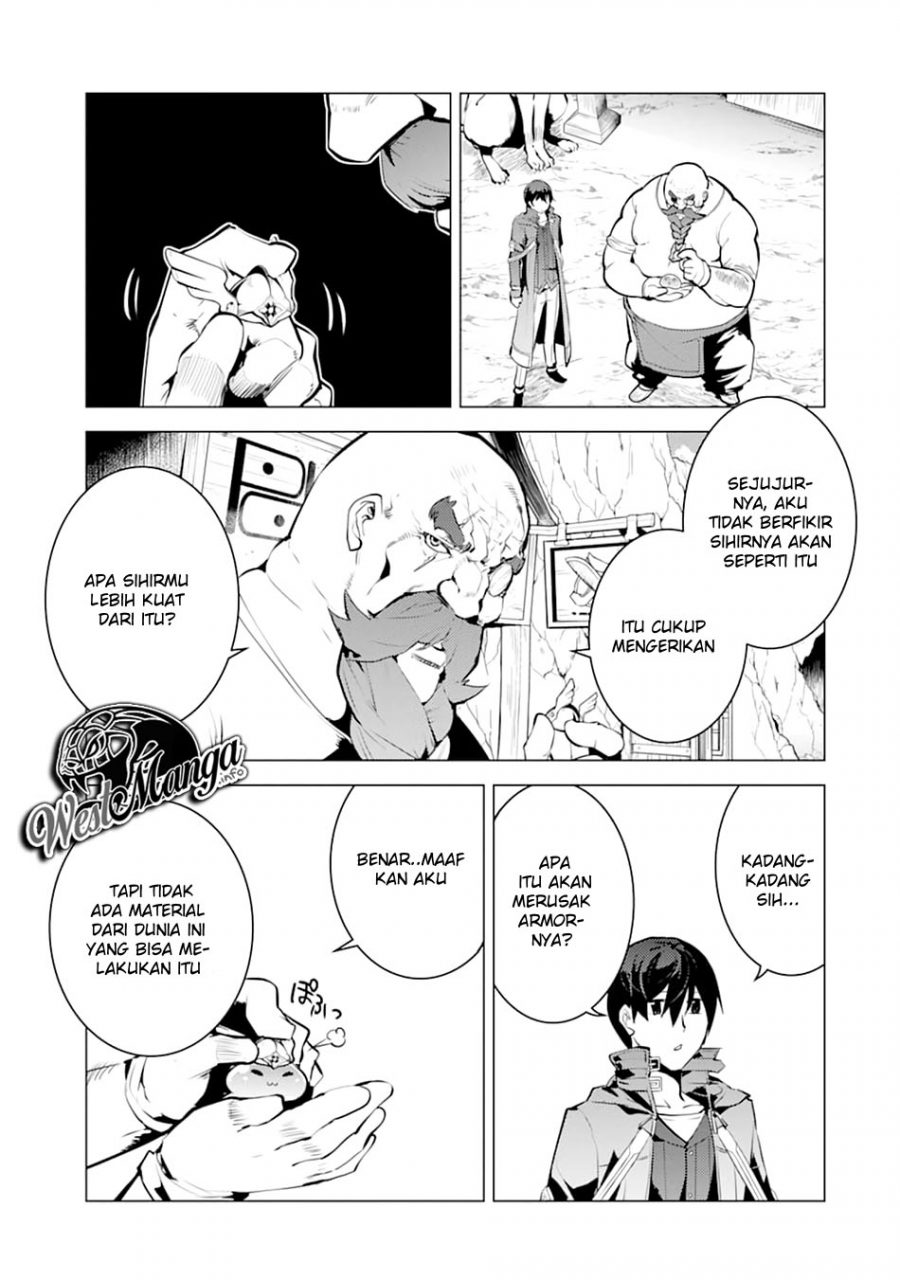 SEJUJUR-
NYA, AKU
TIDAK BERFIKIR
SIHIRNYA AKAN
SEPERTI ITU
ITU CUKUP
MENGERIKAN
APA SIHIRMU
LEBIH KUAT
DARI ITU?
KADANG-
KADANG
SIH...
APA
ITU AKAN
MERUSAK
ARMOR-
NYA?
BENAR..MAAF
KAN AKU
TAPI TIDAK
ADA MATERIAL
DARI DUNIA INI
YANG BISA ME-
LAKUKAN ITU
ぽふっ
WestManga
.info